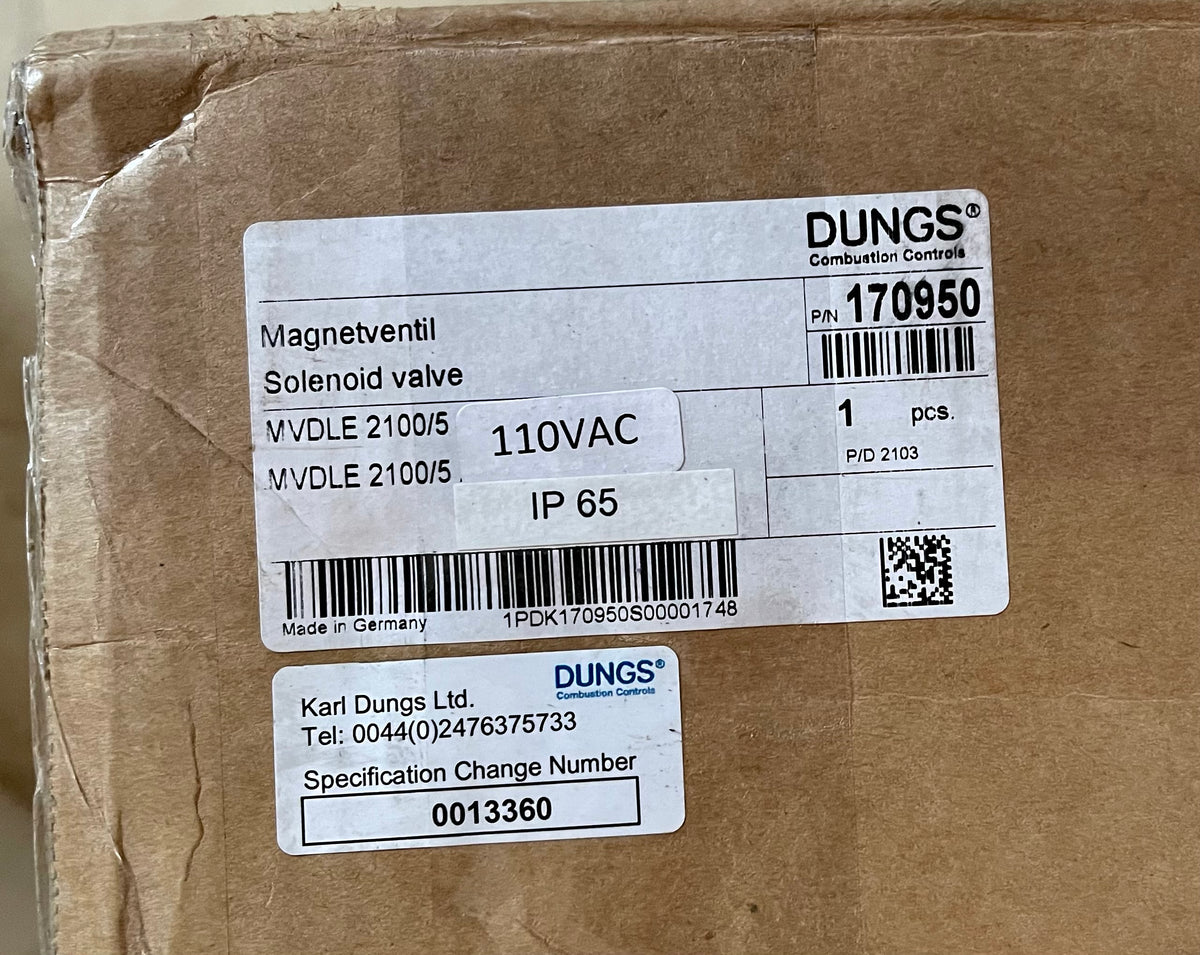 DUNGS®
Combustion Controls
P/N 170950
Magnetventil
Solenoid valve
MVDLE 2100/5
110VAC
MVDLE 2100/5
IP 65
1 pcs.
P/D 2103
Made in Germany
1PDK170950S00001748
DUNGS®
Combustion Controls
Karl Dungs Ltd.
Tel: 0044(0)2476375733
Specification Change Number
0013360